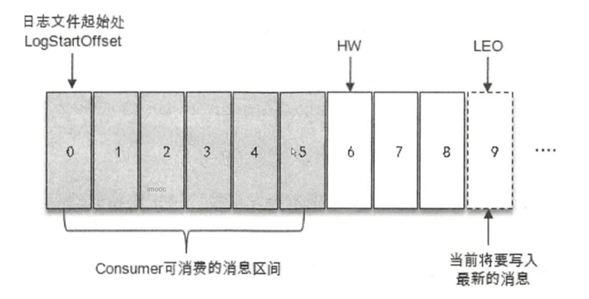 日志文件起始处
LogStartOffset
HW
LEO
0 1 2 3 4 5 6 7 8 9 ····
imooc
Consumer可消费的消息区间
当前将要写入
最新的消息